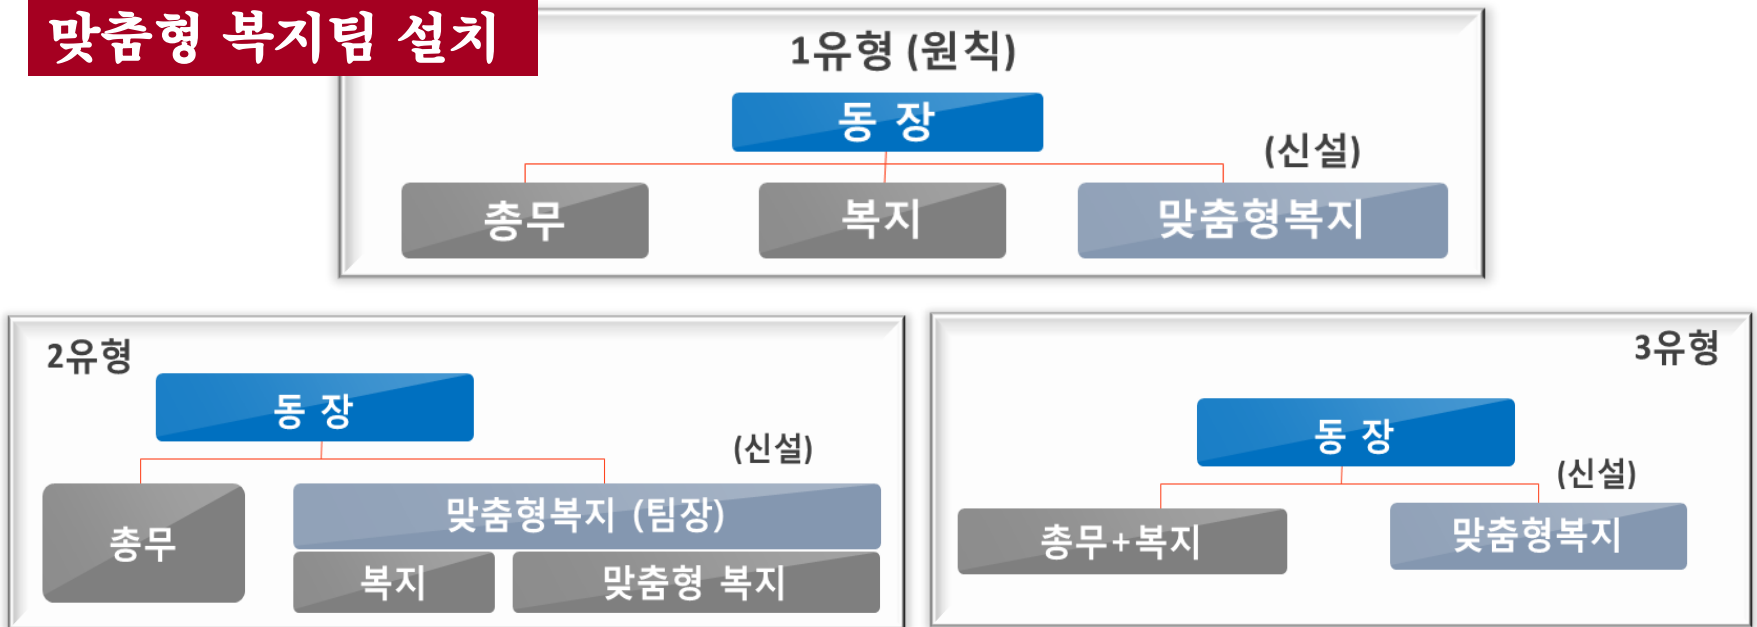 맞춤형 복지팀 설치
1유형 (원칙)
동 장
(신설)
총무
복지
맞춤형복지
2유형
동 장
(신설)
총무
맞춤형복지 (팀장)
복지
맞춤형 복지
3유형
동 장
(신설)
총무+복지
맞춤형복지